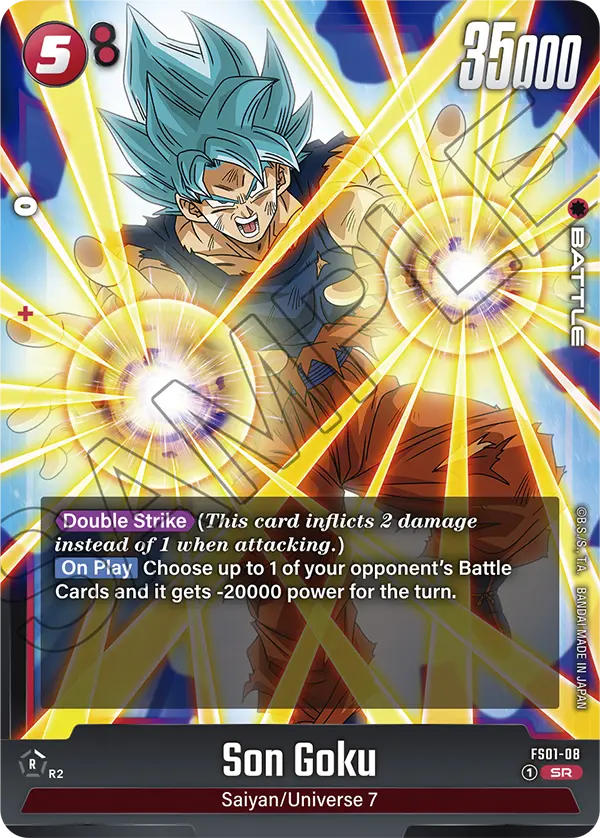 5
35000
0
+
BATTLE
SAMPLE
Double Strike (This card inflicts 2 damage
instead of 1 when attacking.)
On Play Choose up to 1 of your opponent's Battle
Cards and it gets -20000 power for the turn.
©B.S./S., T.A. BANDAI MADE IN JAPAN
Son Goku
FS01-08
R
R2
1 SR
Saiyan/Universe 7